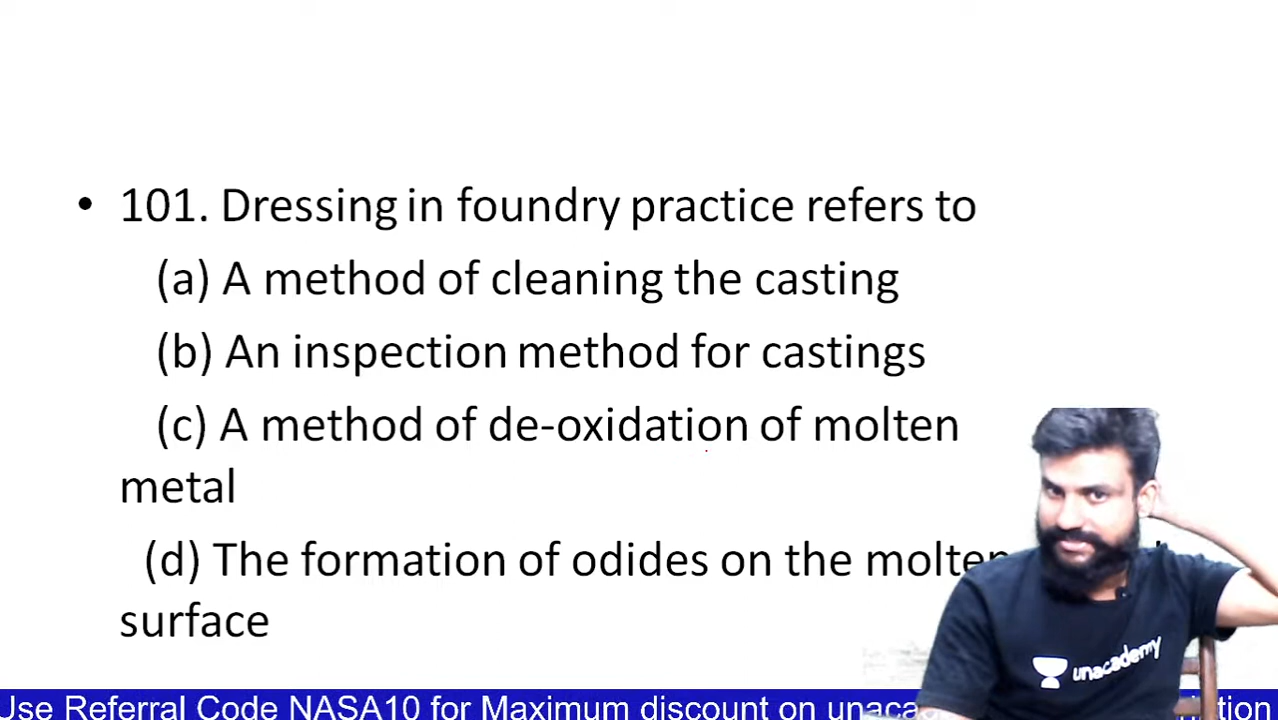 • 101. Dressing in foundry practice refers to
(a) A method of cleaning the casting
(b) An inspection method for castings
(c) A method of de-oxidation of molten
metal
(d) The formation of odides on the molten
surface
unacademy
Use Referral Code NASA10 for Maximum discount on